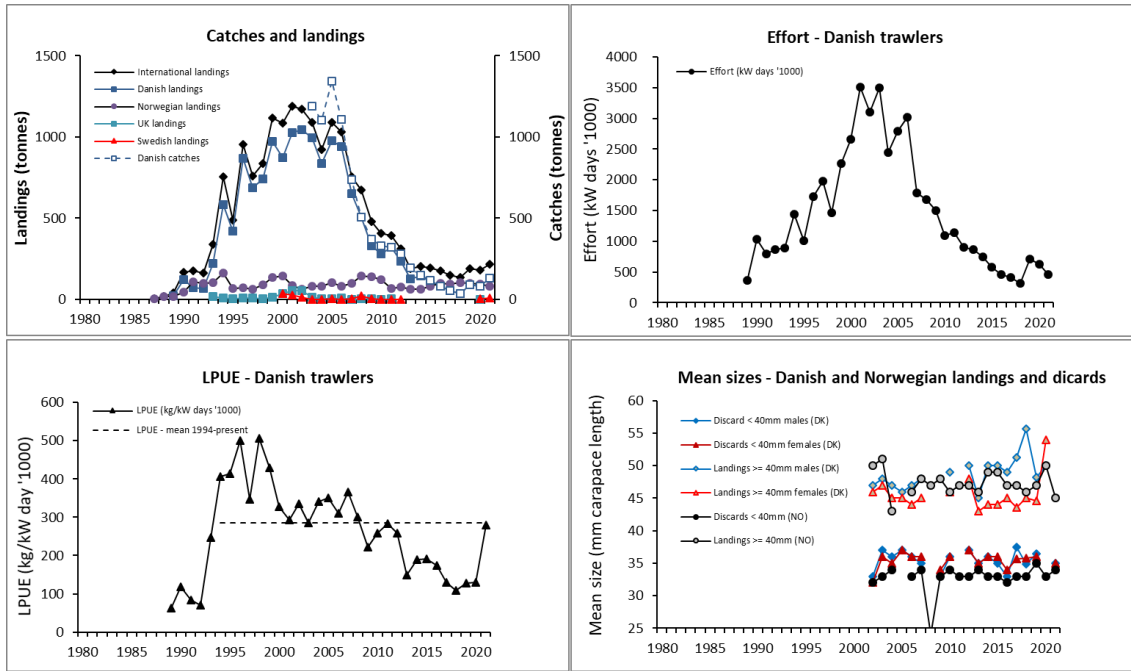 Catches and landings
1500
1000
500
0
Landings (tonnes)
International landings
Danish landings
Norwegian landings
UK landings
Swedish landings
Danish catches
1500
1000
500
0
Catches (tonnes)
1980 1985 1990 1995 2000 2005 2010 2015 2020
Effort - Danish trawlers
4000
3500
3000
2500
2000
1500
1000
500
0
Effort (kW days '1000)
Effort (kW days '1000)
1980 1985 1990 1995 2000 2005 2010 2015 2020
LPUE - Danish trawlers
600
500
400
300
200
100
0
LPUE (kg/kW day '1000)
LPUE (kg/kW days '1000)
LPUE - mean 1994-present
1980 1985 1990 1995 2000 2005 2010 2015 2020
Mean sizes - Danish and Norwegian landings and dicards
60
55
50
45
40
35
30
25
Mean size (mm carapace length)
Discard < 40mm males (DK)
Discards < 40mm females (DK)
Landings >= 40mm males (DK)
Landings >= 40mm females (DK)
Discards < 40mm (NO)
Landings >= 40mm (NO)
1980 1985 1990 1995 2000 2005 2010 2015 2020